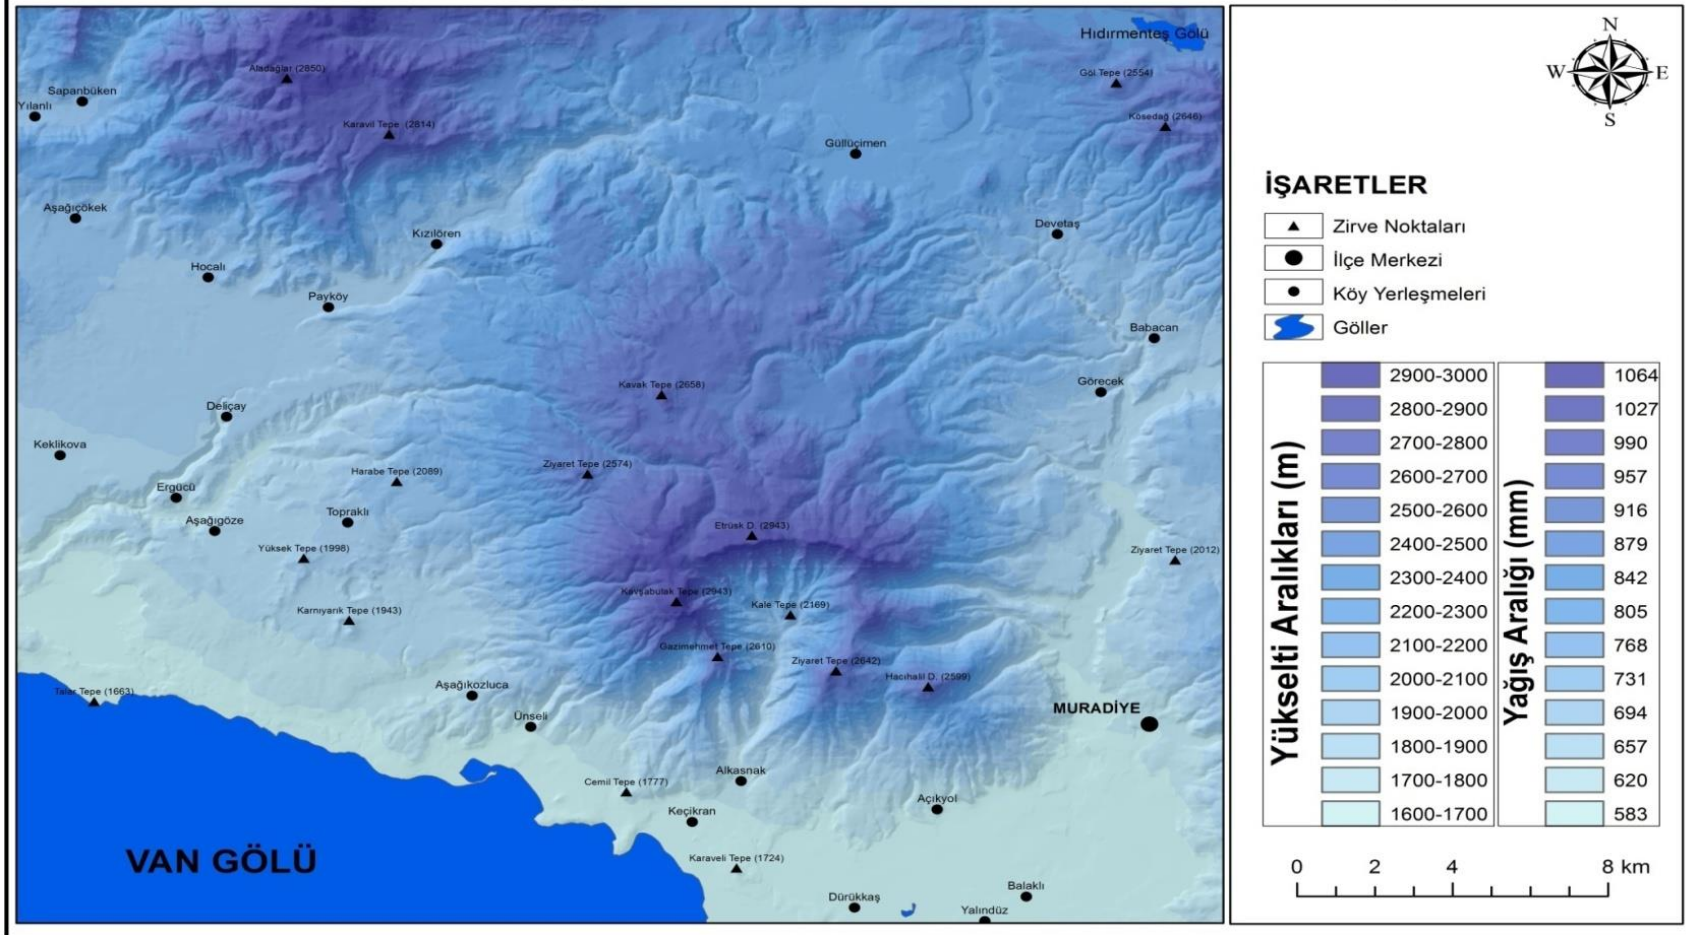 Hıdırmenteş Gölü
Aladağlar (2850)
Göl Tepe (2554)
Sapanbüken
Yılanlı
Karavil Tepe (2814)
Kösedağ (2646)
Güllüçimen
Aşağıçökek
Devetaş
Kızılören
Hocalı
Payköy
Babacan
Kavak Tepe (2658)
Görecek
Deliçay
Keklikova
Ziyaret Tepe (2574)
Harabe Tepe (2089)
Ergücü
Topraklı
Aşağıgöze
Etrüsk D. (2943)
Yüksek Tepe (1998)
Ziyaret Tepe (2012)
Kavşabulak Tepe (2943)
Kale Tepe (2169)
Karnıyarık Tepe (1943)
Gazimehmet Tepe (2610)
Ziyaret Tepe (2642)
Hacıhalil D. (2599)
Aşağıkozluca
Talar Tepe (1663)
MURADİYE
Ünseli
Alkasnak
Cemil Tepe (1777)
Açıkyol
Keçikran
VAN GÖLÜ
Karaveli Tepe (1724)
Balaklı
Dürükkaş
Yalındüz
N
W E
S
İŞARETLER
Zirve Noktaları
İlçe Merkezi
Köy Yerleşmeleri
Göller
Yükselti Aralıkları (m)
2900-3000
2800-2900
2700-2800
2600-2700
2500-2600
2400-2500
2300-2400
2200-2300
2100-2200
2000-2100
1900-2000
1800-1900
1700-1800
1600-1700
Yağış Aralığı (mm)
1064
1027
990
957
916
879
842
805
768
731
694
657
620
583
0 2 4 8 km